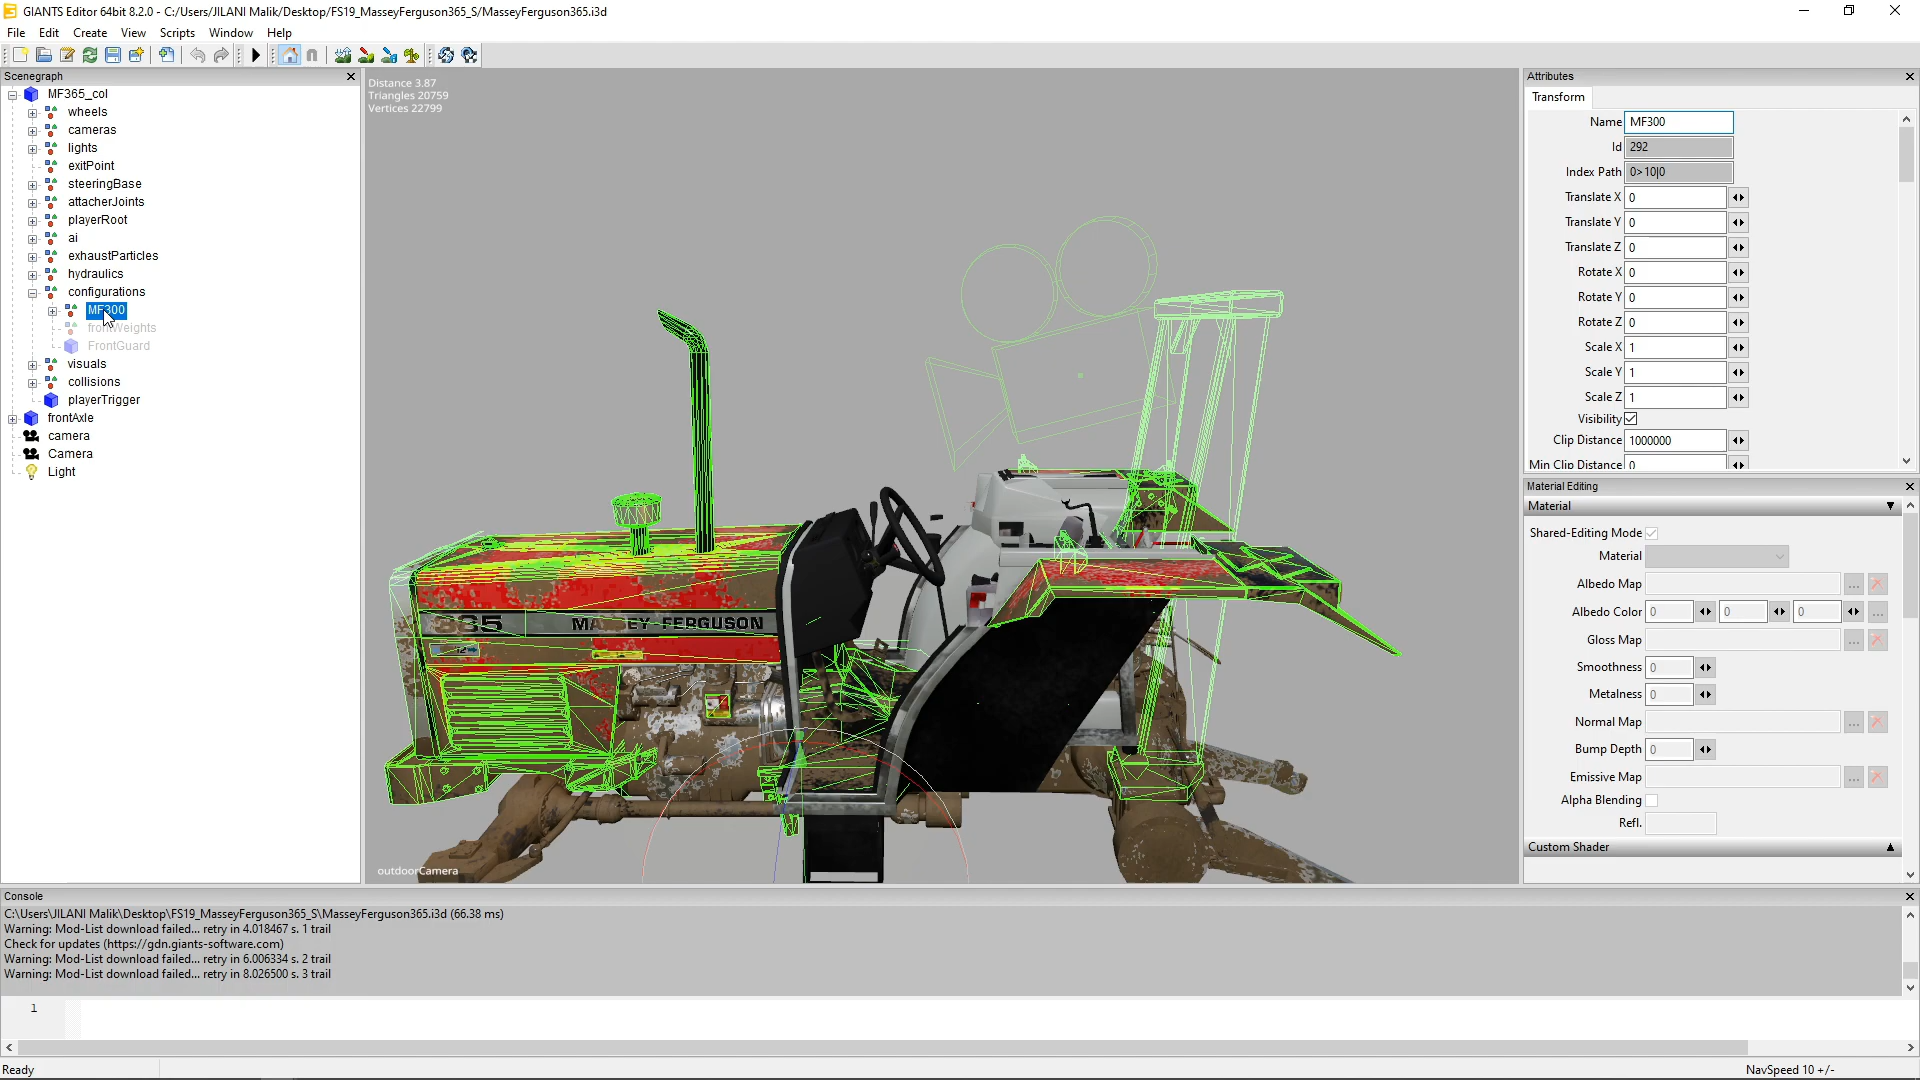 GIANTS Editor 64bit 8.2.0 - C:/Users/JILANI Malik/Desktop/FS19_MasseyFerguson365_S/MasseyFerguson365.i3d
File Edit Create View Scripts Window Help
Scenegraph
MF365_col
wheels
cameras
lights
exitPoint
steeringBase
attacherJoints
playerRoot
ai
exhaustParticles
hydraulics
configurations
MF300
frontWeights
FrontGuard
visuals
collisions
playerTrigger
frontAxle
camera
Camera
Light
Distance 3.87
Triangles 20759
Vertices 22799
MASSEY FERGUSON
outdoorCamera
Attributes
Transform
Name MF300
Id 292
Index Path 0>10|0
Translate X 0
Translate Y 0
Translate Z 0
Rotate X 0
Rotate Y 0
Rotate Z 0
Scale X 1
Scale Y 1
Scale Z 1
Visibility
Clip Distance 1000000
Min Clip Distance 0
Material Editing
Material
Shared-Editing Mode
Material
Albedo Map ...
Albedo Color 0 0 0 ...
Gloss Map ...
Smoothness 0
Metalness 0
Normal Map ...
Bump Depth 0
Emissive Map ...
Alpha Blending
Refl.
Custom Shader
Console
C:\Users\JILANI Malik\Desktop\FS19_MasseyFerguson365_S\MasseyFerguson365.i3d (66.38 ms)
Warning: Mod-List download failed... retry in 4.018467 s. 1 trail
Check for updates (https://gdn.giants-software.com)
Warning: Mod-List download failed... retry in 6.006334 s. 2 trail
Warning: Mod-List download failed... retry in 8.026500 s. 3 trail
1
Ready
NavSpeed 10 +/-